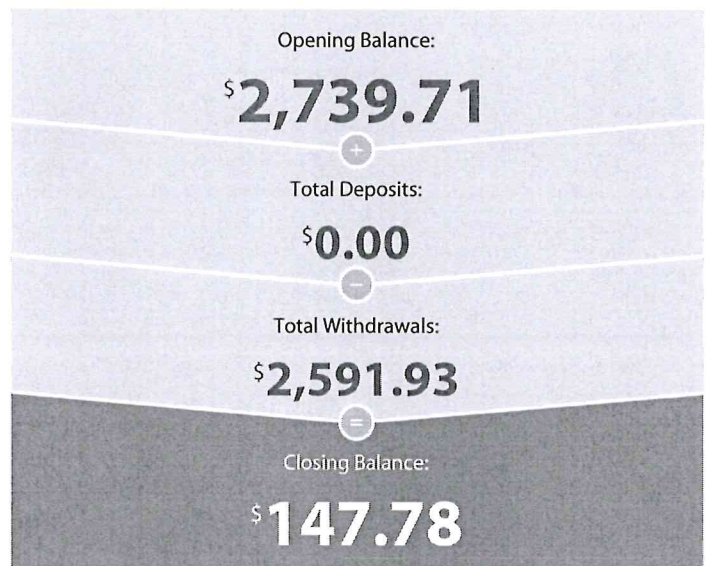 Opening Balance:
$2,739.71
+
Total Deposits:
$0.00
−
Total Withdrawals:
$2,591.93
=
Closing Balance:
$147.78